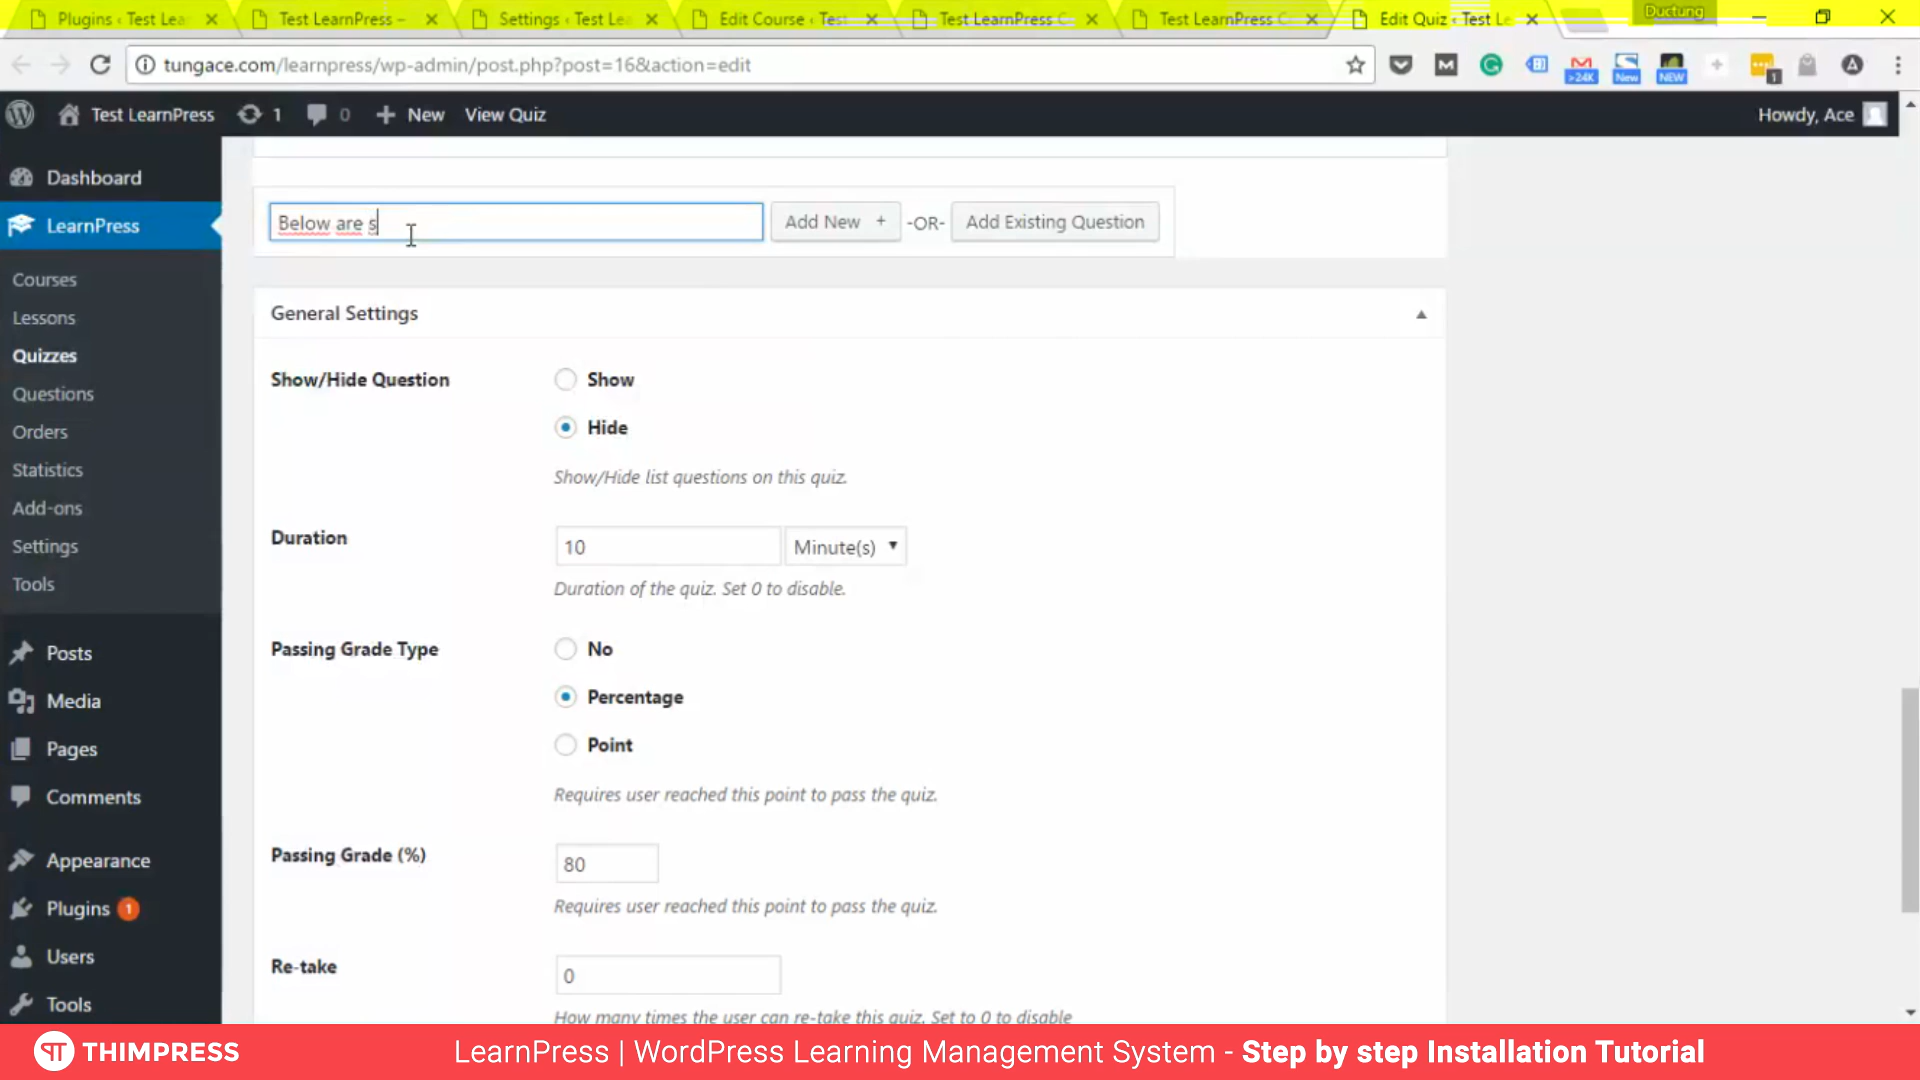 Plugins ‹ Test Lea
Test LearnPress –
Settings ‹ Test Lea
Edit Course ‹ Test
Test LearnPress C
Test LearnPress C
Edit Quiz ‹ Test Le
Ductung
tungace.com/learnpress/wp-admin/post.php?post=16&action=edit
>24K
New
NEW
1
Test LearnPress
1
0
New
View Quiz
Howdy, Ace
Dashboard
LearnPress
Courses
Lessons
Quizzes
Questions
Orders
Statistics
Add-ons
Settings
Tools
Posts
Media
Pages
Comments
Appearance
Plugins 1
Users
Tools
Below are s
Add New +
-OR-
Add Existing Question
General Settings
Show/Hide Question
Show
Hide
Show/Hide list questions on this quiz.
Duration
10
Minute(s)
Duration of the quiz. Set 0 to disable.
Passing Grade Type
No
Percentage
Point
Requires user reached this point to pass the quiz.
Passing Grade (%)
80
Requires user reached this point to pass the quiz.
Re-take
0
How many times the user can re-take this quiz. Set to 0 to disable
THIMPRESS
LearnPress | WordPress Learning Management System - Step by step Installation Tutorial